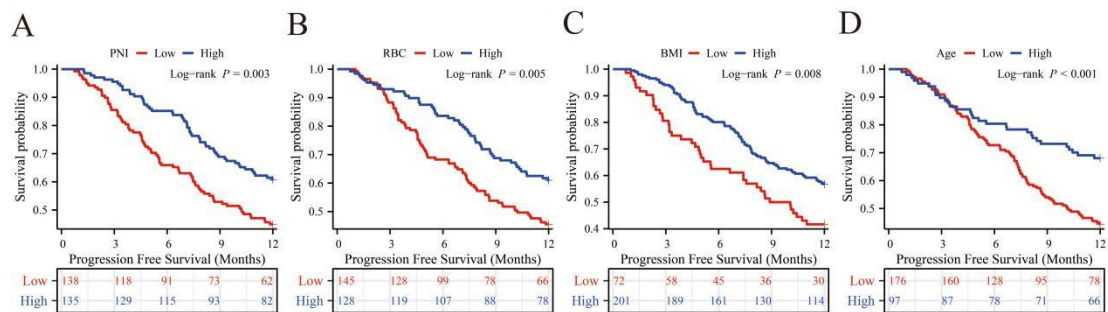 A
PNI Low High
Log-rank P = 0.003
Survival probability
1.0
0.9
0.8
0.7
0.6
0.5
0 3 6 9 12
Progression Free Survival (Months)
Low 138 118 91 73 62
High 135 129 115 93 82
B
RBC Low High
Log-rank P = 0.005
Survival probability
1.0
0.9
0.8
0.7
0.6
0.5
0 3 6 9 12
Progression Free Survival (Months)
Low 145 128 99 78 66
High 128 119 107 88 78
C
BMI Low High
Log-rank P = 0.008
Survival probability
1.0
0.9
0.8
0.7
0.6
0.5
0.4
0 3 6 9 12
Progression Free Survival (Months)
Low 72 58 45 36 30
High 201 189 161 130 114
D
Age Low High
Log-rank P < 0.001
Survival probability
1.0
0.9
0.8
0.7
0.6
0.5
0 3 6 9 12
Progression Free Survival (Months)
Low 176 160 128 95 78
High 97 87 78 71 66